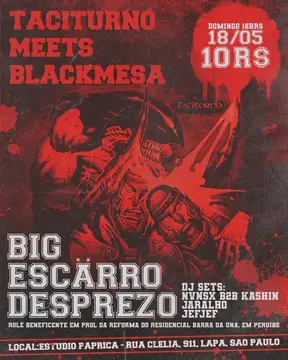 TACITURNO
MEETS
BLACKMESA
DOMINGO 16HRS
18/05
10R$
TACITURNO
BIG
ESCÄRRO
DESPREZO
DJ SETS:
NVNSX B2B KASHIN
JARALHO
JEFJEF
ROLE BENEFICENTE EM PROL DA REFORMA DO RESIDENCIAL BARRA DA UNA, EM PERUIBE
LOCAL:ESTUDIO PAPRICA - RUA CLELIA, 911, LAPA, SAO PAULO